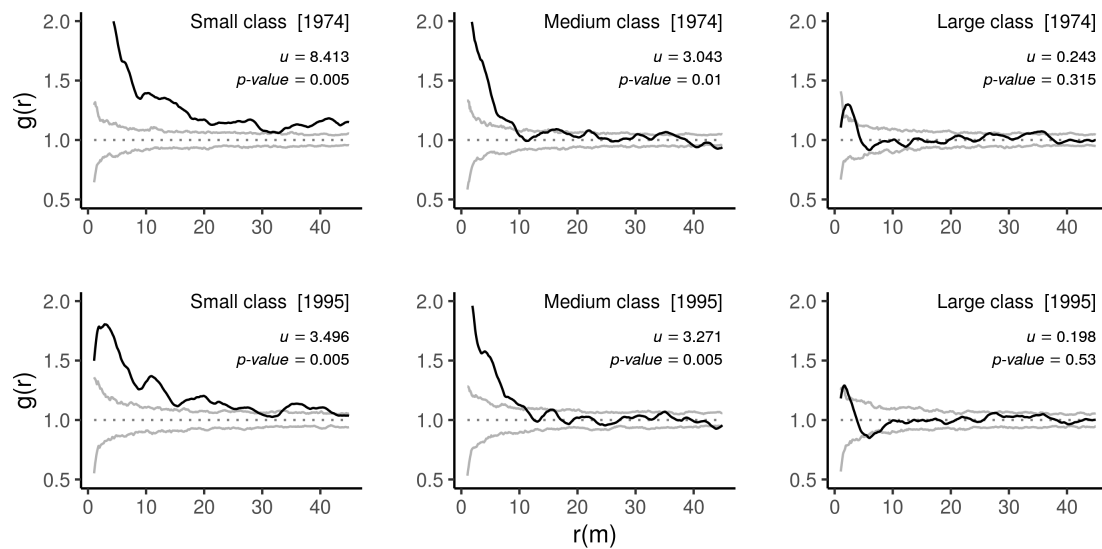 Small class [1974]
u = 8.413
p-value = 0.005
g(r)
2.0
1.5
1.0
0.5
0 10 20 30 40
Medium class [1974]
u = 3.043
p-value = 0.01
2.0
1.5
1.0
0.5
0 10 20 30 40
Large class [1974]
u = 0.243
p-value = 0.315
2.0
1.5
1.0
0.5
0 10 20 30 40
Small class [1995]
u = 3.496
p-value = 0.005
g(r)
2.0
1.5
1.0
0.5
0 10 20 30 40
Medium class [1995]
u = 3.271
p-value = 0.005
2.0
1.5
1.0
0.5
0 10 20 30 40
r(m)
Large class [1995]
u = 0.198
p-value = 0.53
2.0
1.5
1.0
0.5
0 10 20 30 40